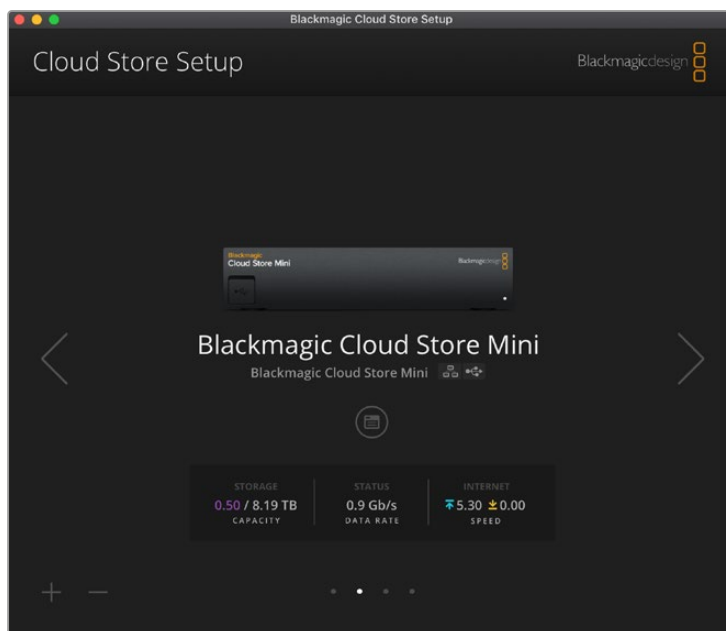 Blackmagic Cloud Store Setup
Cloud Store Setup
Blackmagicdesign
Blackmagic
Cloud Store Mini
Blackmagicdesign
Blackmagic Cloud Store Mini
Blackmagic Cloud Store Mini
STORAGE STATUS INTERNET
0.50 / 8.19 TB 0.9 Gb/s 5.30 0.00
CAPACITY DATA RATE SPEED